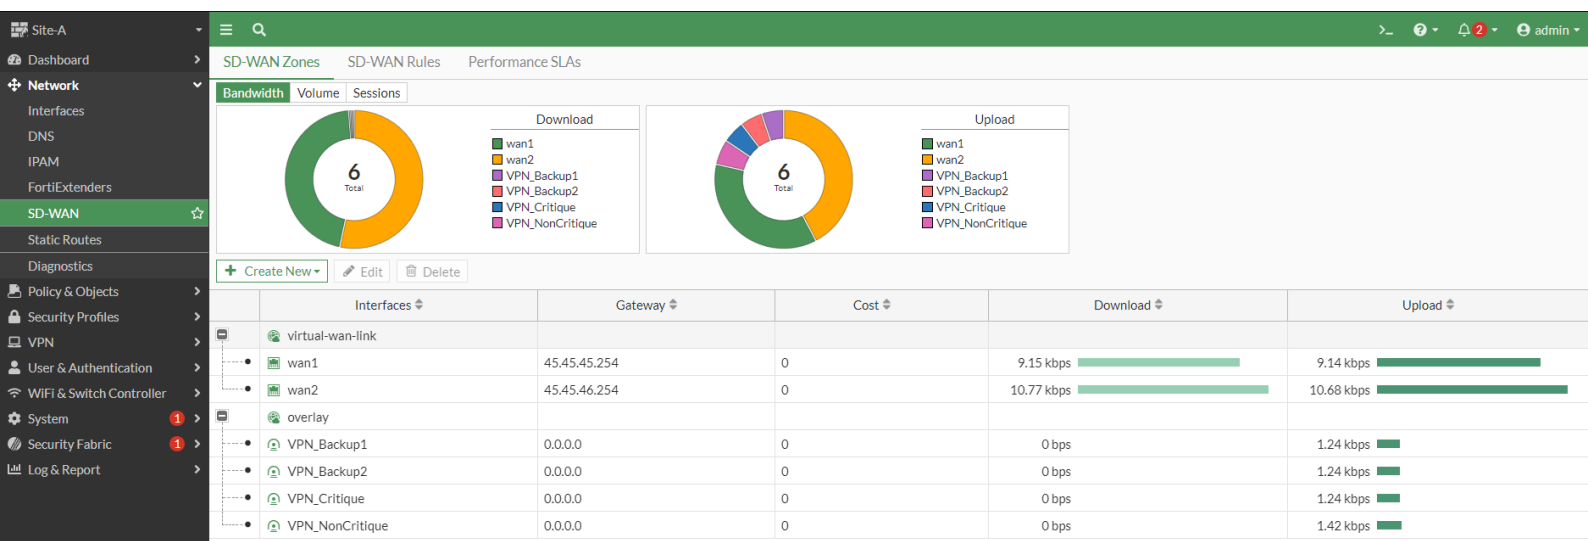 Site-A
admin
2
Dashboard
Network
Interfaces
DNS
IPAM
FortiExtenders
SD-WAN
Static Routes
Diagnostics
Policy & Objects
Security Profiles
VPN
User & Authentication
WiFi & Switch Controller
System 1
Security Fabric 1
Log & Report
SD-WAN Zones SD-WAN Rules Performance SLAs
Bandwidth Volume Sessions
6
Total
Download
wan1
wan2
VPN_Backup1
VPN_Backup2
VPN_Critique
VPN_NonCritique
6
Total
Upload
wan1
wan2
VPN_Backup1
VPN_Backup2
VPN_Critique
VPN_NonCritique
+ Create New Edit Delete
Interfaces Gateway Cost Download Upload
virtual-wan-link
wan1 45.45.45.254 0 9.15 kbps 9.14 kbps
wan2 45.45.46.254 0 10.77 kbps 10.68 kbps
overlay
VPN_Backup1 0.0.0.0 0 0 bps 1.24 kbps
VPN_Backup2 0.0.0.0 0 0 bps 1.24 kbps
VPN_Critique 0.0.0.0 0 0 bps 1.24 kbps
VPN_NonCritique 0.0.0.0 0 0 bps 1.42 kbps